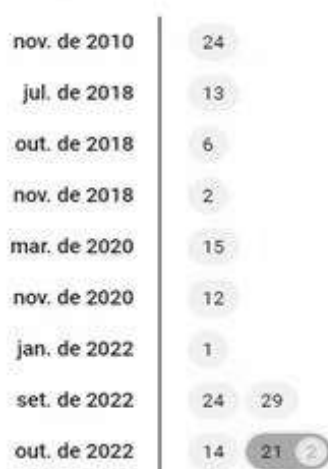 nov. de 2010 24
jul. de 2018 13
out. de 2018 6
nov. de 2018 2
mar. de 2020 15
nov. de 2020 12
jan. de 2022 1
set. de 2022 24 29
out. de 2022 14 21 2